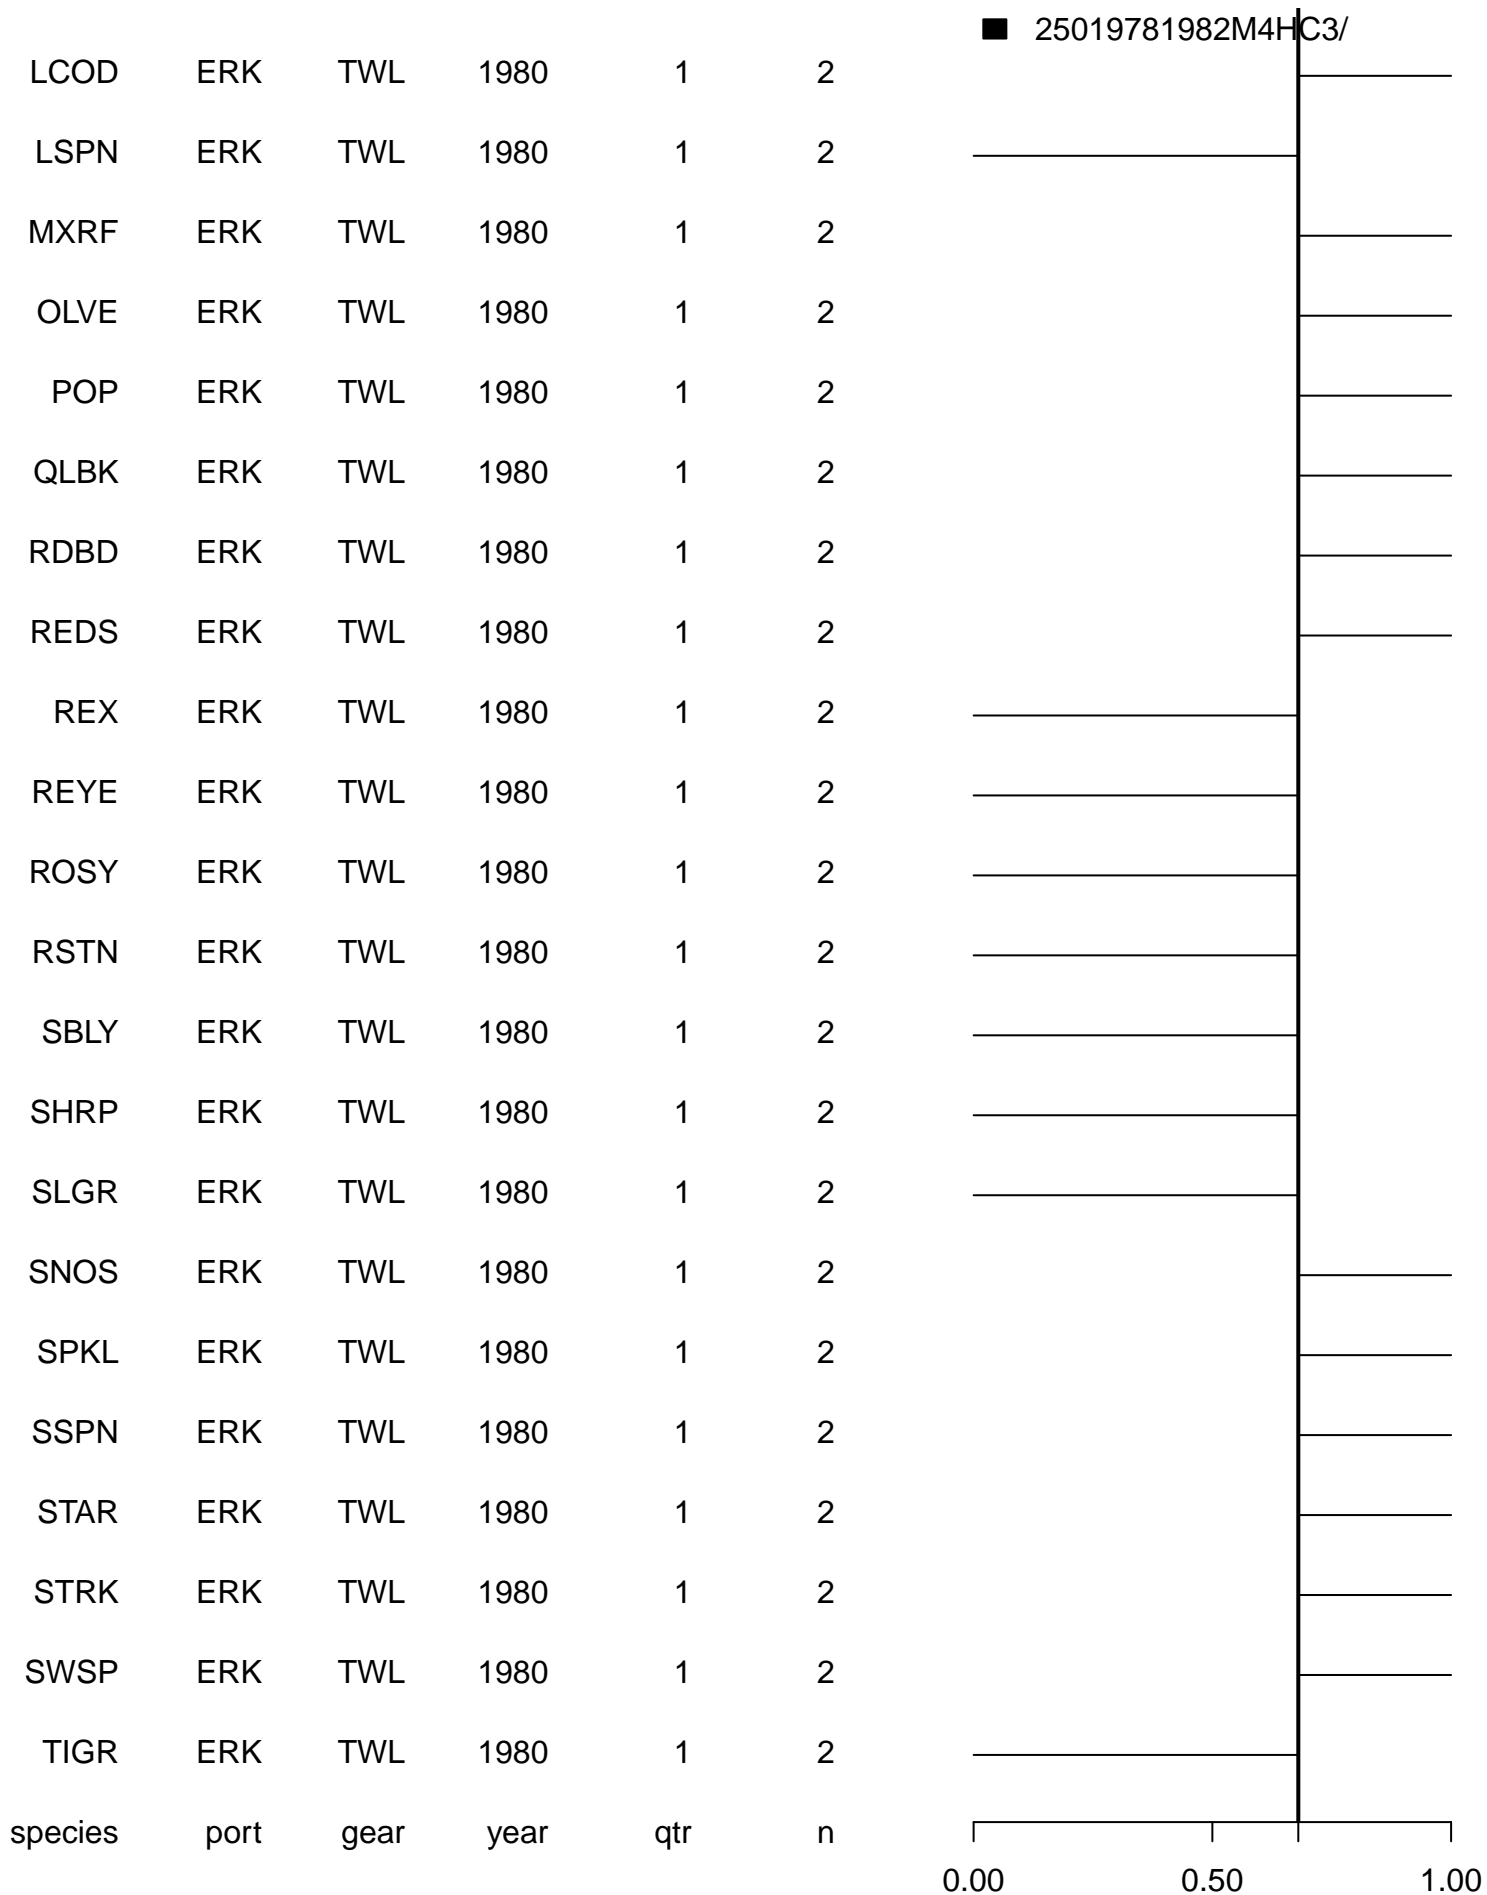 25019781982M4HC3/
LCOD ERK TWL 1980 1 2
LSPN ERK TWL 1980 1 2
MXRF ERK TWL 1980 1 2
OLVE ERK TWL 1980 1 2
POP ERK TWL 1980 1 2
QLBK ERK TWL 1980 1 2
RDBD ERK TWL 1980 1 2
REDS ERK TWL 1980 1 2
REX ERK TWL 1980 1 2
REYE ERK TWL 1980 1 2
ROSY ERK TWL 1980 1 2
RSTN ERK TWL 1980 1 2
SBLY ERK TWL 1980 1 2
SHRP ERK TWL 1980 1 2
SLGR ERK TWL 1980 1 2
SNOS ERK TWL 1980 1 2
SPKL ERK TWL 1980 1 2
SSPN ERK TWL 1980 1 2
STAR ERK TWL 1980 1 2
STRK ERK TWL 1980 1 2
SWSP ERK TWL 1980 1 2
TIGR ERK TWL 1980 1 2
species port gear year qtr n
0.00 0.50 1.00